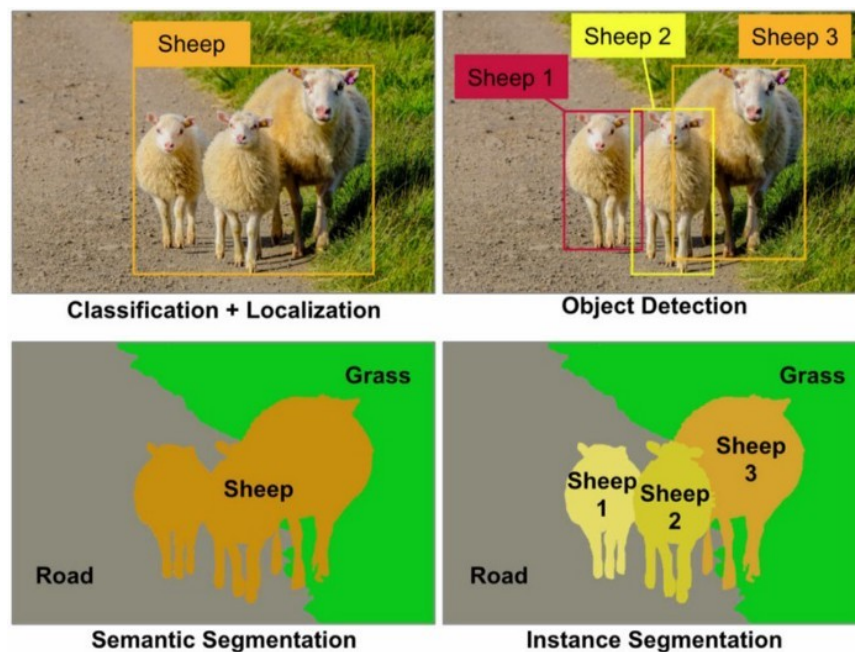 Sheep
Sheep 1
Sheep 2
Sheep 3
Classification + Localization
Object Detection
Grass
Sheep
Road
Grass
Sheep
1
Sheep
2
Sheep
3
Road
Semantic Segmentation
Instance Segmentation